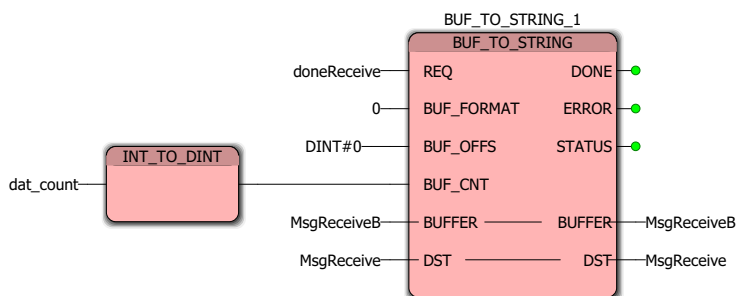 BUF_TO_STRING_1
BUF_TO_STRING
doneReceive REQ DONE
0 BUF_FORMAT ERROR
DINT#0 BUF_OFFS STATUS
INT_TO_DINT
dat_count BUF_CNT
MsgReceiveB BUFFER BUFFER MsgReceiveB
MsgReceive DST DST MsgReceive